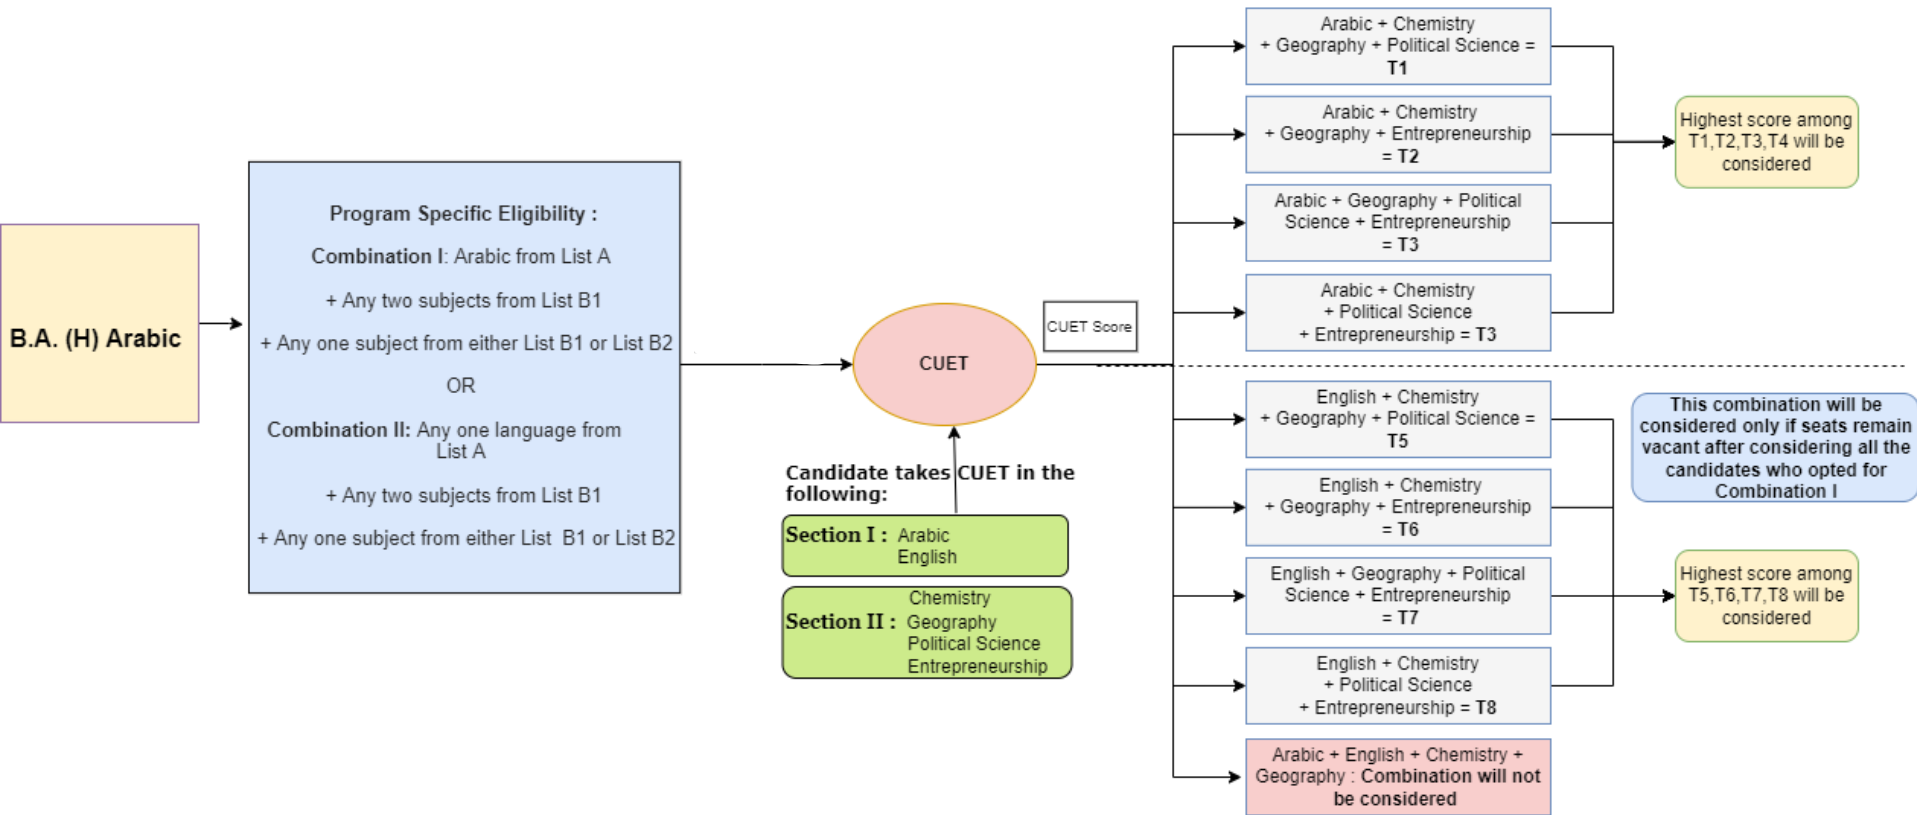 B.A. (H) Arabic
Program Specific Eligibility :
Combination I: Arabic from List A
+ Any two subjects from List B1
+ Any one subject from either List B1 or List B2
OR
Combination II: Any one language from
List A
+ Any two subjects from List B1
+ Any one subject from either List B1 or List B2
CUET
CUET Score
Candidate takes CUET in the
following:
Section I : Arabic
English
Chemistry
Section II : Geography
Political Science
Entrepreneurship
Arabic + Chemistry
+ Geography + Political Science =
T1
Arabic + Chemistry
+ Geography + Entrepreneurship
= T2
Arabic + Geography + Political
Science + Entrepreneurship
= T3
Arabic + Chemistry
+ Political Science
+ Entrepreneurship = T3
Highest score among
T1,T2,T3,T4 will be
considered
English + Chemistry
+ Geography + Political Science =
T5
English + Chemistry
+ Geography + Entrepreneurship
= T6
English + Geography + Political
Science + Entrepreneurship
= T7
English + Chemistry
+ Political Science
+ Entrepreneurship = T8
Arabic + English + Chemistry +
Geography : Combination will not
be considered
This combination will be
considered only if seats remain
vacant after considering all the
candidates who opted for
Combination I
Highest score among
T5,T6,T7,T8 will be
considered